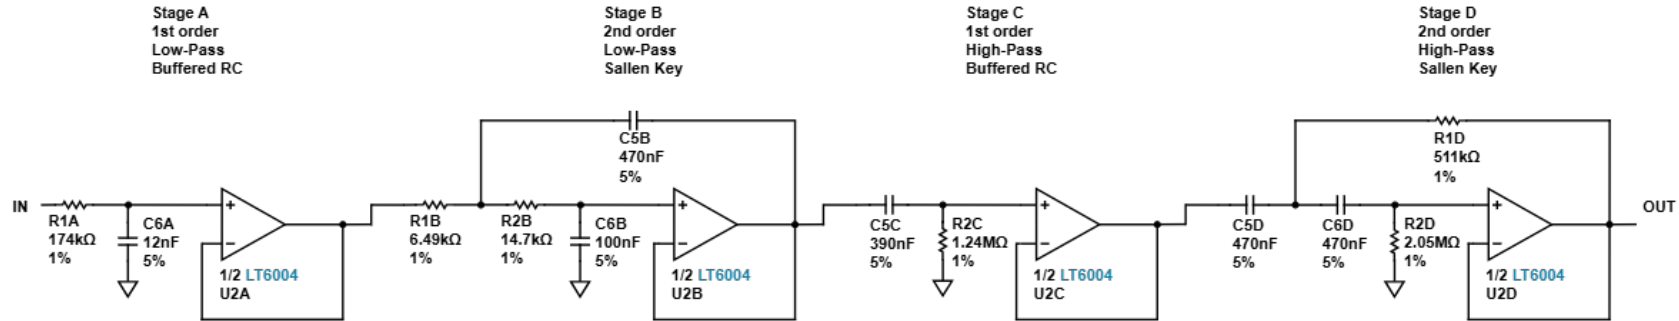 Stage A
1st order
Low-Pass
Buffered RC
Stage B
2nd order
Low-Pass
Sallen Key
Stage C
1st order
High-Pass
Buffered RC
Stage D
2nd order
High-Pass
Sallen Key
IN
R1A
174kΩ
1%
C6A
12nF
5%
+
−
1/2 LT6004
U2A
R1B
6.49kΩ
1%
R2B
14.7kΩ
1%
C5B
470nF
5%
C6B
100nF
5%
+
−
1/2 LT6004
U2B
C5C
390nF
5%
R2C
1.24MΩ
1%
+
−
1/2 LT6004
U2C
C5D
470nF
5%
C6D
470nF
5%
R1D
511kΩ
1%
R2D
2.05MΩ
1%
+
−
1/2 LT6004
U2D
OUT